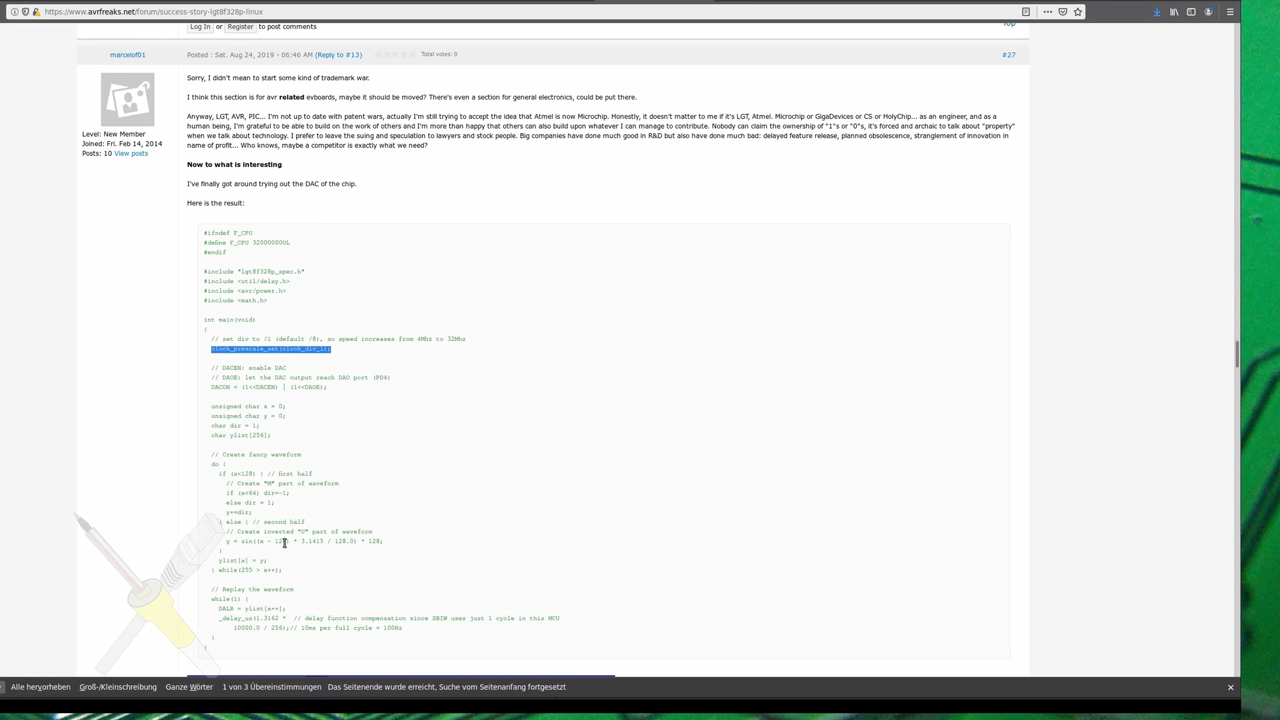 https://www.avrfreaks.net/forum/success-story-lgt8f328p-linux
Log In or Register to post comments
Top
marcelof01
Posted : Sat. Aug 24, 2019 - 06:46 AM (Reply to #13)
Total votes: 0
#27
Level: New Member
Joined: Fri. Feb 14, 2014
Posts: 10 View posts
Sorry, I didn't mean to start some kind of trademark war.
I think this section is for avr related evboards, maybe it should be moved? There's even a section for general electronics, could be put there.
Anyway, LGT, AVR, PIC... I'm not up to date with patent wars, actually I'm still trying to accept the idea that Atmel is now Microchip. Honestly, it doesn't matter to me if it's LGT, Atmel. Microchip or GigaDevices or CS or HolyChip... as an engineer, and as a
human being, I'm grateful to be able to build on the work of others and I'm more than happy that others can also build upon whatever I can manage to contribute. Nobody can claim the ownership of "1"s or "0"s, it's forced and archaic to talk about "property"
when we talk about technology. I prefer to leave the suing and speculation to lawyers and stock people. Big companies have done much good in R&D but also have done much bad: delayed feature release, planned obsolescence, stranglement of innovation in
name of profit... Who knows, maybe a competitor is exactly what we need?
Now to what is interesting
I've finally got around trying out the DAC of the chip.
Here is the result:
#ifndef F_CPU
#define F_CPU 32000000UL
#endif
#include "lgt8f328p_spec.h"
#include <util/delay.h>
#include <avr/power.h>
#include <math.h>
int main(void)
{
// set div to /1 (default /8), so speed increases from 4Mhz to 32Mhz
clock_prescale_set(clock_div_1);
// DACEN: enable DAC
// DAOE: let the DAC output reach DAO port (PD4)
DACON = (1<<DACEN) | (1<<DAOE);
unsigned char x = 0;
unsigned char y = 0;
char dir = 1;
char ylist[256];
// Create fancy waveform
do {
if (x<128) { // first half
// Create "M" part of waveform
if (x<64) dir=-1;
else dir = 1;
y+=dir;
} else { // second half
// Create inverted "U" part of waveform
y = sin((x - 128) * 3.1415 / 128.0) * 128;
}
ylist[x] = y;
} while(255 > x++);
// Replay the waveform
while(1) {
DALR = ylist[x++];
_delay_us(1.3162 * // delay function compensation since SBIW uses just 1 cycle in this MCU
10000.0 / 256);// 10ms per full cycle = 100Hz
}
}
Alle hervorheben Groß-/Kleinschreibung Ganze Wörter 1 von 3 Übereinstimmungen Das Seitenende wurde erreicht, Suche vom Seitenanfang fortgesetzt